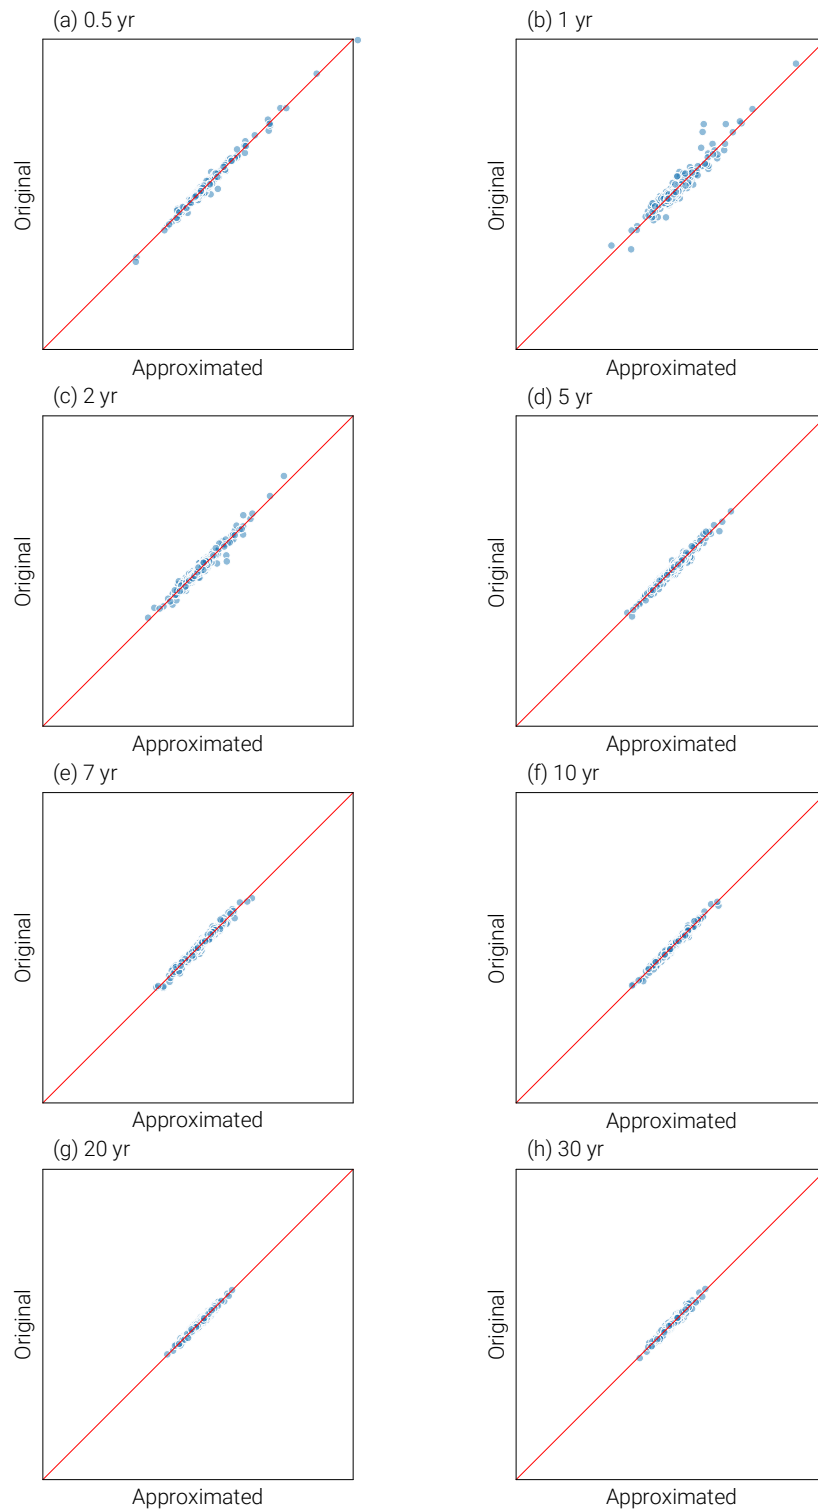 (a) 0.5 yr
(b) 1 yr
Original
Original
Approximated
Approximated
(c) 2 yr
(d) 5 yr
Original
Original
Approximated
Approximated
(e) 7 yr
(f) 10 yr
Original
Original
Approximated
Approximated
(g) 20 yr
(h) 30 yr
Original
Original
Approximated
Approximated